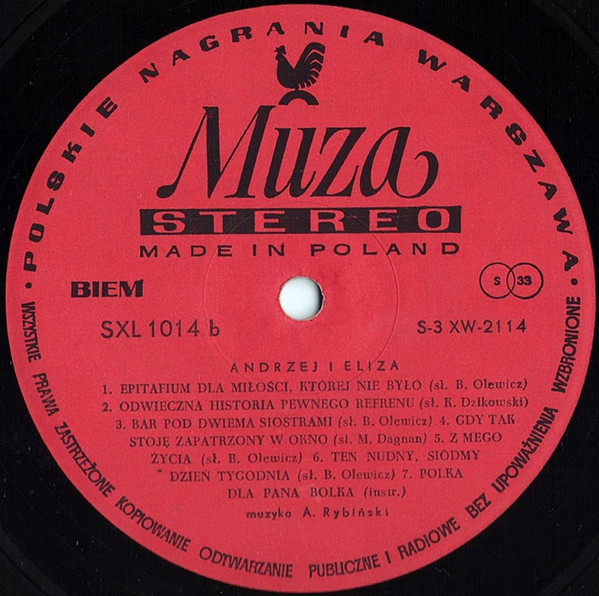 • POLSKIE NAGRANIA WARSZAWA •
Muza
STEREO
MADE IN POLAND
BIEM
S 33
SXL 1014 b
S-3 XW-2114
ANDRZEJ I ELIZA
1. EPITAFIUM DLA MIŁOŚCI, KTÓREJ NIE BYŁO (sł. B. Olewicz)
2. ODWIECZNA HISTORIA PEWNEGO REFRENU (sł. K. Dzikowski)
3. BAR POD DWIEMA SIOSTRAMI (sł. B. Olewicz) 4. GDY TAK
STOJĘ ZAPATRZONY W OKNO (sł. M. Dagnan) 5. Z MEGO
ŻYCIA (sł. B. Olewicz) 6. TEN NUDNY, SIÓDMY
DZIEŃ TYGODNIA (sł. B. Olewicz) 7. POLKA
DLA PANA BOLKA (instr.)
muzyka A. Rybiński
WSZYSTKIE PRAWA ZASTRZEŻONE KOPIOWANIE ODTWARZANIE PUBLICZNE I RADIOWE BEZ UPOWAŻNIENIA WZBRONIONE